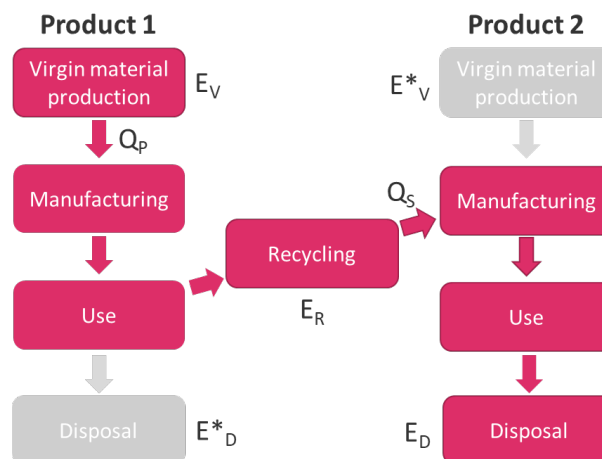 Product 1
Product 2
Virgin material
production
E_V
E*_V
Virgin material
production
Q_P
Manufacturing
Q_S
Manufacturing
Recycling
E_R
Use
Use
Disposal
E*_D
E_D
Disposal